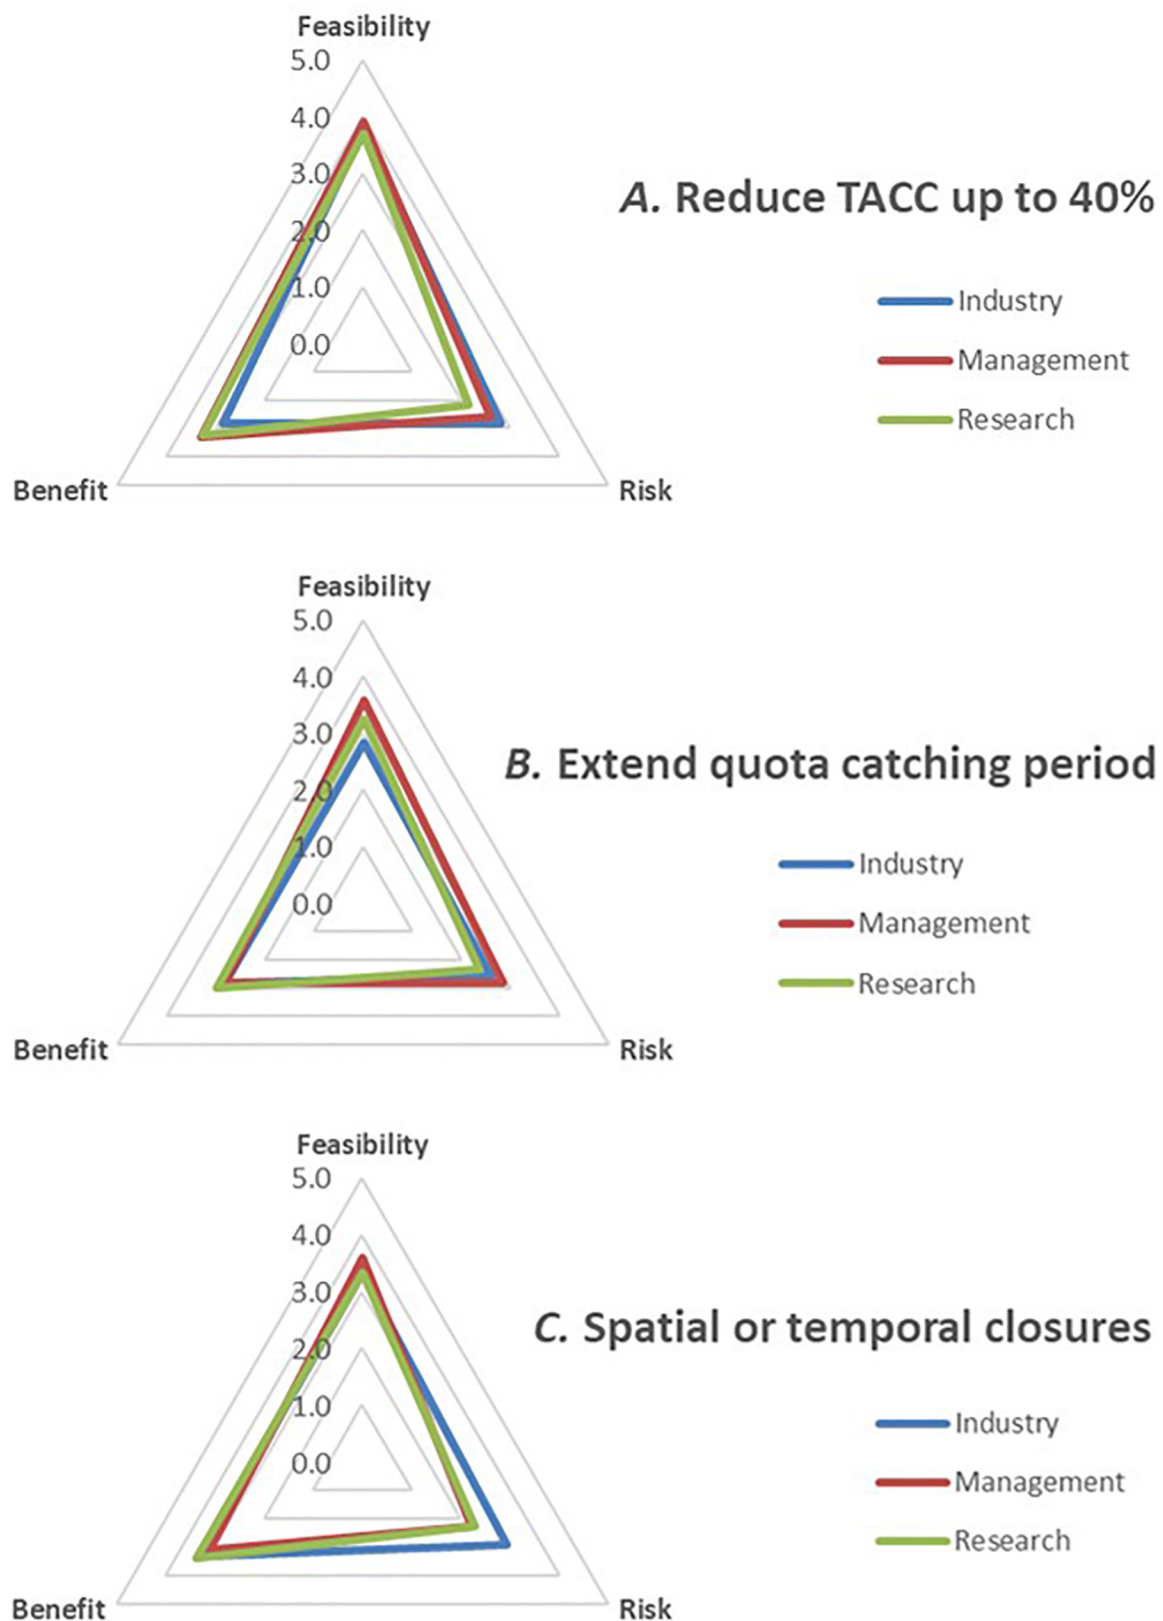 Feasibility
5.0
4.0
3.0
2.0
1.0
0.0
Benefit
Risk
A. Reduce TACC up to 40%
Industry
Management
Research
Feasibility
5.0
4.0
3.0
2.0
1.0
0.0
Benefit
Risk
B. Extend quota catching period
Industry
Management
Research
Feasibility
5.0
4.0
3.0
2.0
1.0
0.0
Benefit
Risk
C. Spatial or temporal closures
Industry
Management
Research